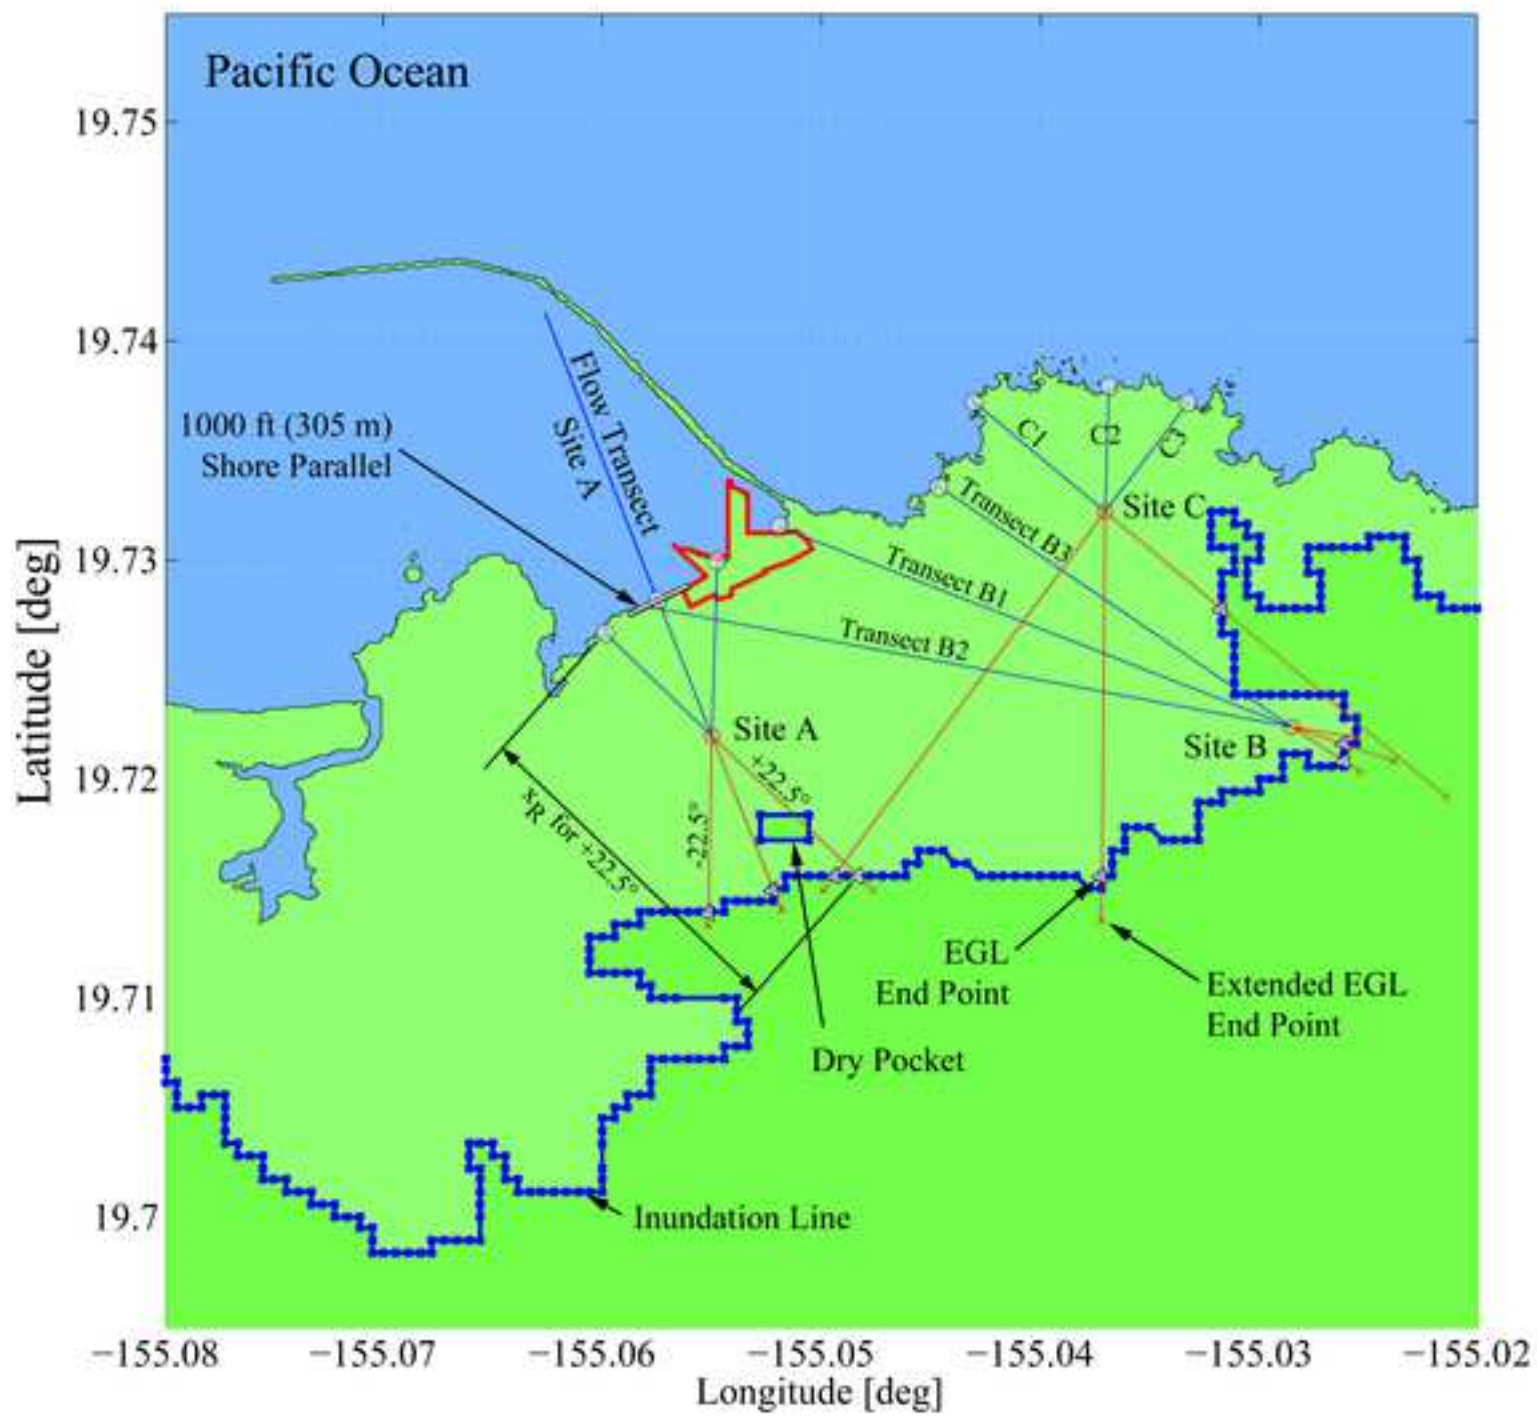 Pacific Ocean
19.75
19.74
Flow Transect
Site A
1000 ft (305 m)
Shore Parallel
C1
C2
C3
Transect B3
Site C
19.73
Transect B1
Transect B2
Latitude [deg]
Site A
Site B
+22.5°
-22.5°
19.72
xR for +22.5°
EGL
End Point
Extended EGL
End Point
19.71
Dry Pocket
19.7
Inundation Line
−155.08
−155.07
−155.06
−155.05
−155.04
−155.03
−155.02
Longitude [deg]